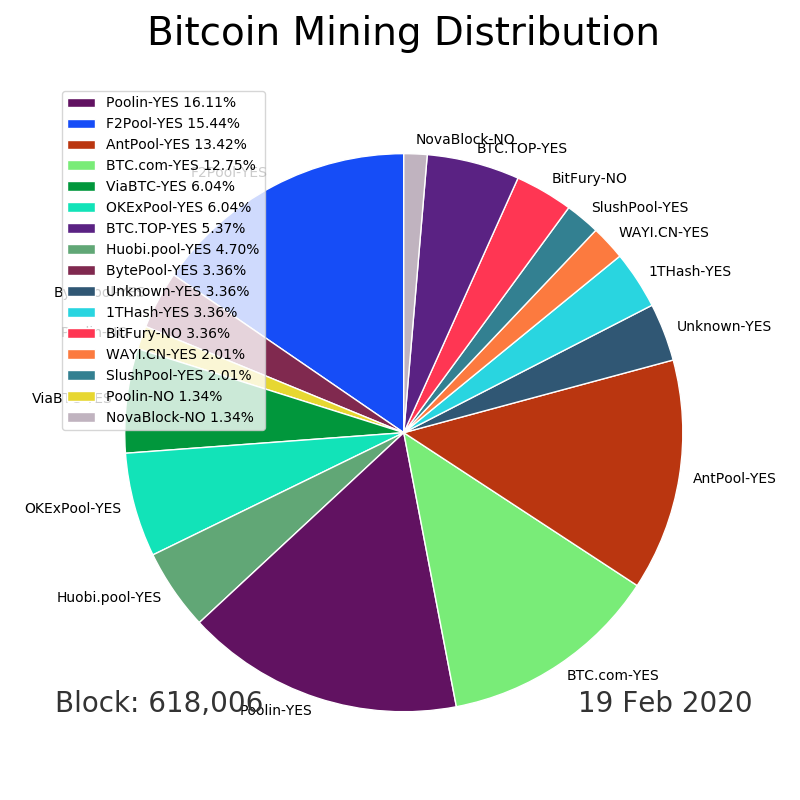 Bitcoin Mining Distribution
Poolin-YES 16.11%
F2Pool-YES 15.44%
AntPool-YES 13.42%
BTC.com-YES 12.75%
ViaBTC-YES 6.04%
OKExPool-YES 6.04%
BTC.TOP-YES 5.37%
Huobi.pool-YES 4.70%
BytePool-YES 3.36%
Unknown-YES 3.36%
1THash-YES 3.36%
BitFury-NO 3.36%
WAYI.CN-YES 2.01%
SlushPool-YES 2.01%
Poolin-NO 1.34%
NovaBlock-NO 1.34%
NovaBlock-NO
BTC.TOP-YES
BitFury-NO
SlushPool-YES
WAYI.CN-YES
1THash-YES
Unknown-YES
AntPool-YES
BTC.com-YES
Poolin-YES
Huobi.pool-YES
OKExPool-YES
ViaBTC-YES
F2Pool-YES
Block: 618,006
19 Feb 2020